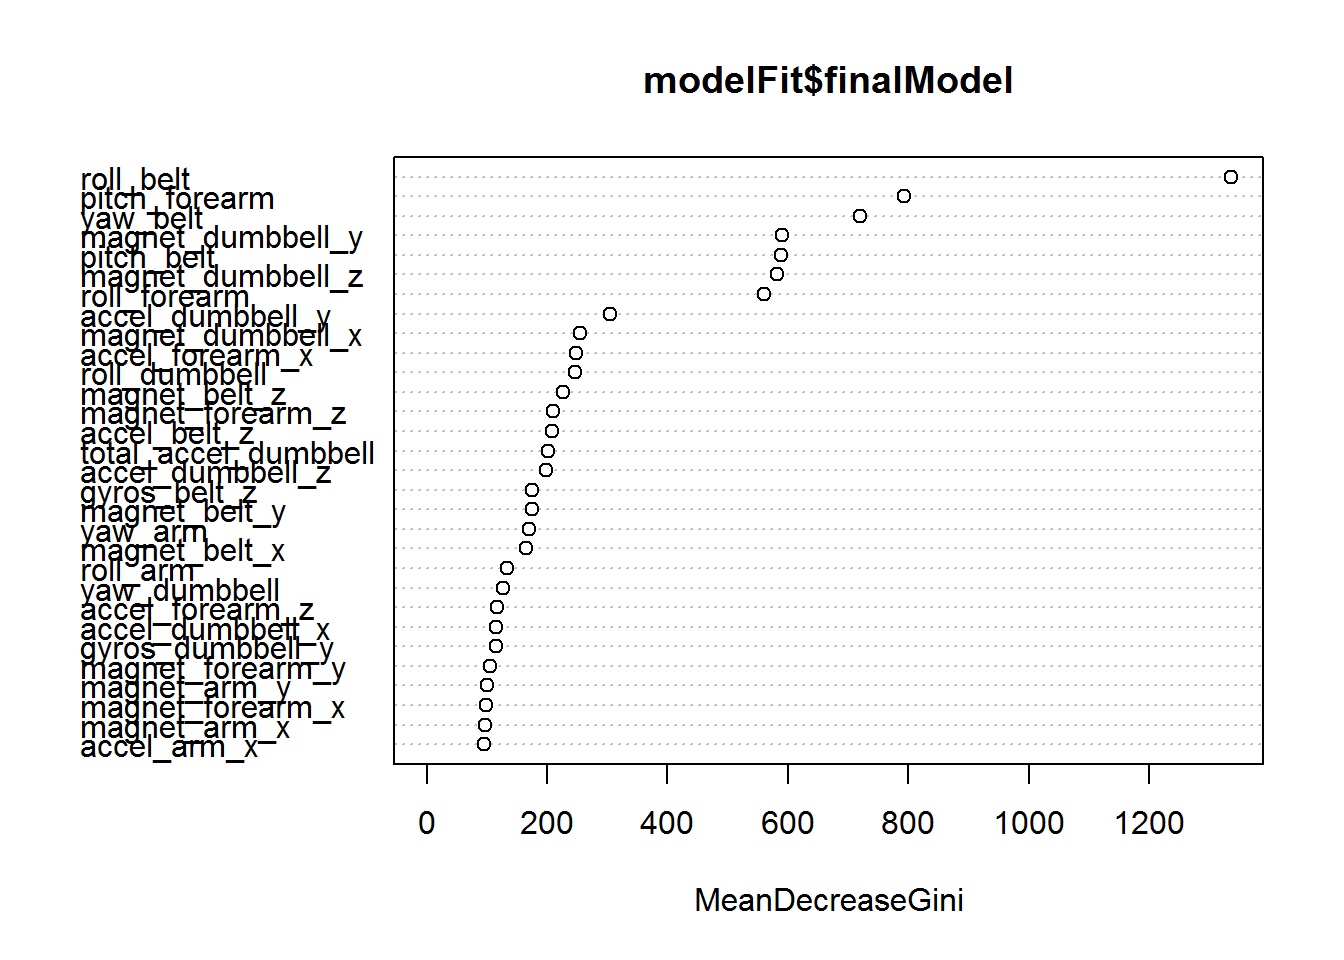 modelFit$finalModel
roll_belt
pitch_forearm
yaw_belt
magnet_dumbbell_y
pitch_belt
magnet_dumbbell_z
roll_forearm
accel_dumbbell_y
magnet_dumbbell_x
accel_forearm_x
roll_dumbbell
magnet_belt_z
magnet_forearm_z
accel_belt_z
total_accel_dumbbell
accel_dumbbell_z
gyros_belt_z
magnet_belt_y
yaw_arm
magnet_belt_x
roll_arm
yaw_dumbbell
accel_forearm_z
accel_dumbbell_x
gyros_dumbbell_y
magnet_forearm_y
magnet_arm_y
magnet_forearm_x
magnet_arm_x
accel_arm_x
0 200 400 600 800 1000 1200
MeanDecreaseGini